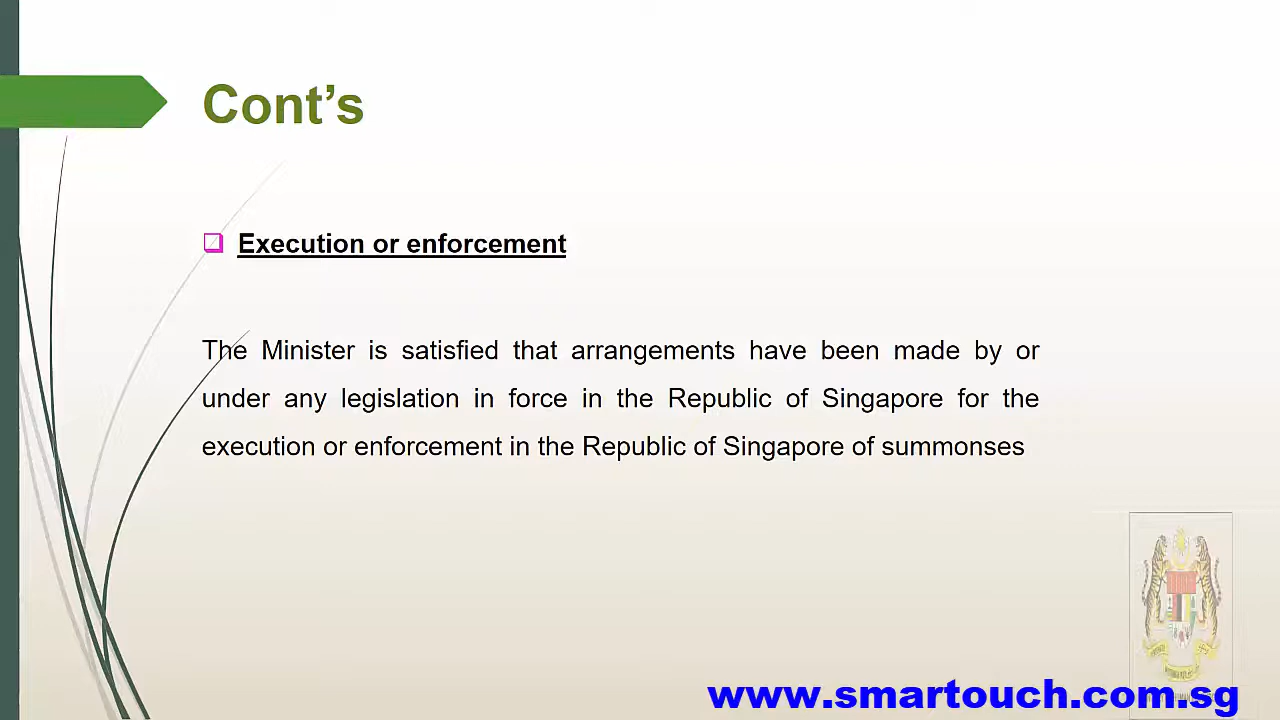 Cont’s
Execution or enforcement
The Minister is satisfied that arrangements have been made by or
under any legislation in force in the Republic of Singapore for the
execution or enforcement in the Republic of Singapore of summonses
www.smartouch.com.sg